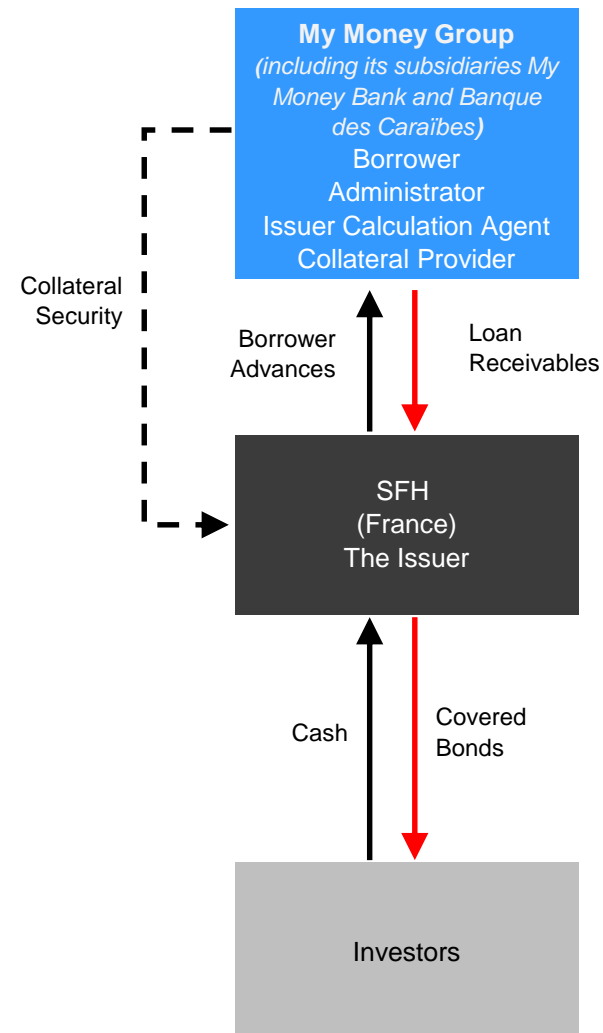 My Money Group
(including its subsidiaries My
Money Bank and Banque
des Caraïbes)
Borrower
Administrator
Issuer Calculation Agent
Collateral Provider
Collateral
Security
Borrower
Advances
Loan
Receivables
SFH
(France)
The Issuer
Cash
Covered
Bonds
Investors